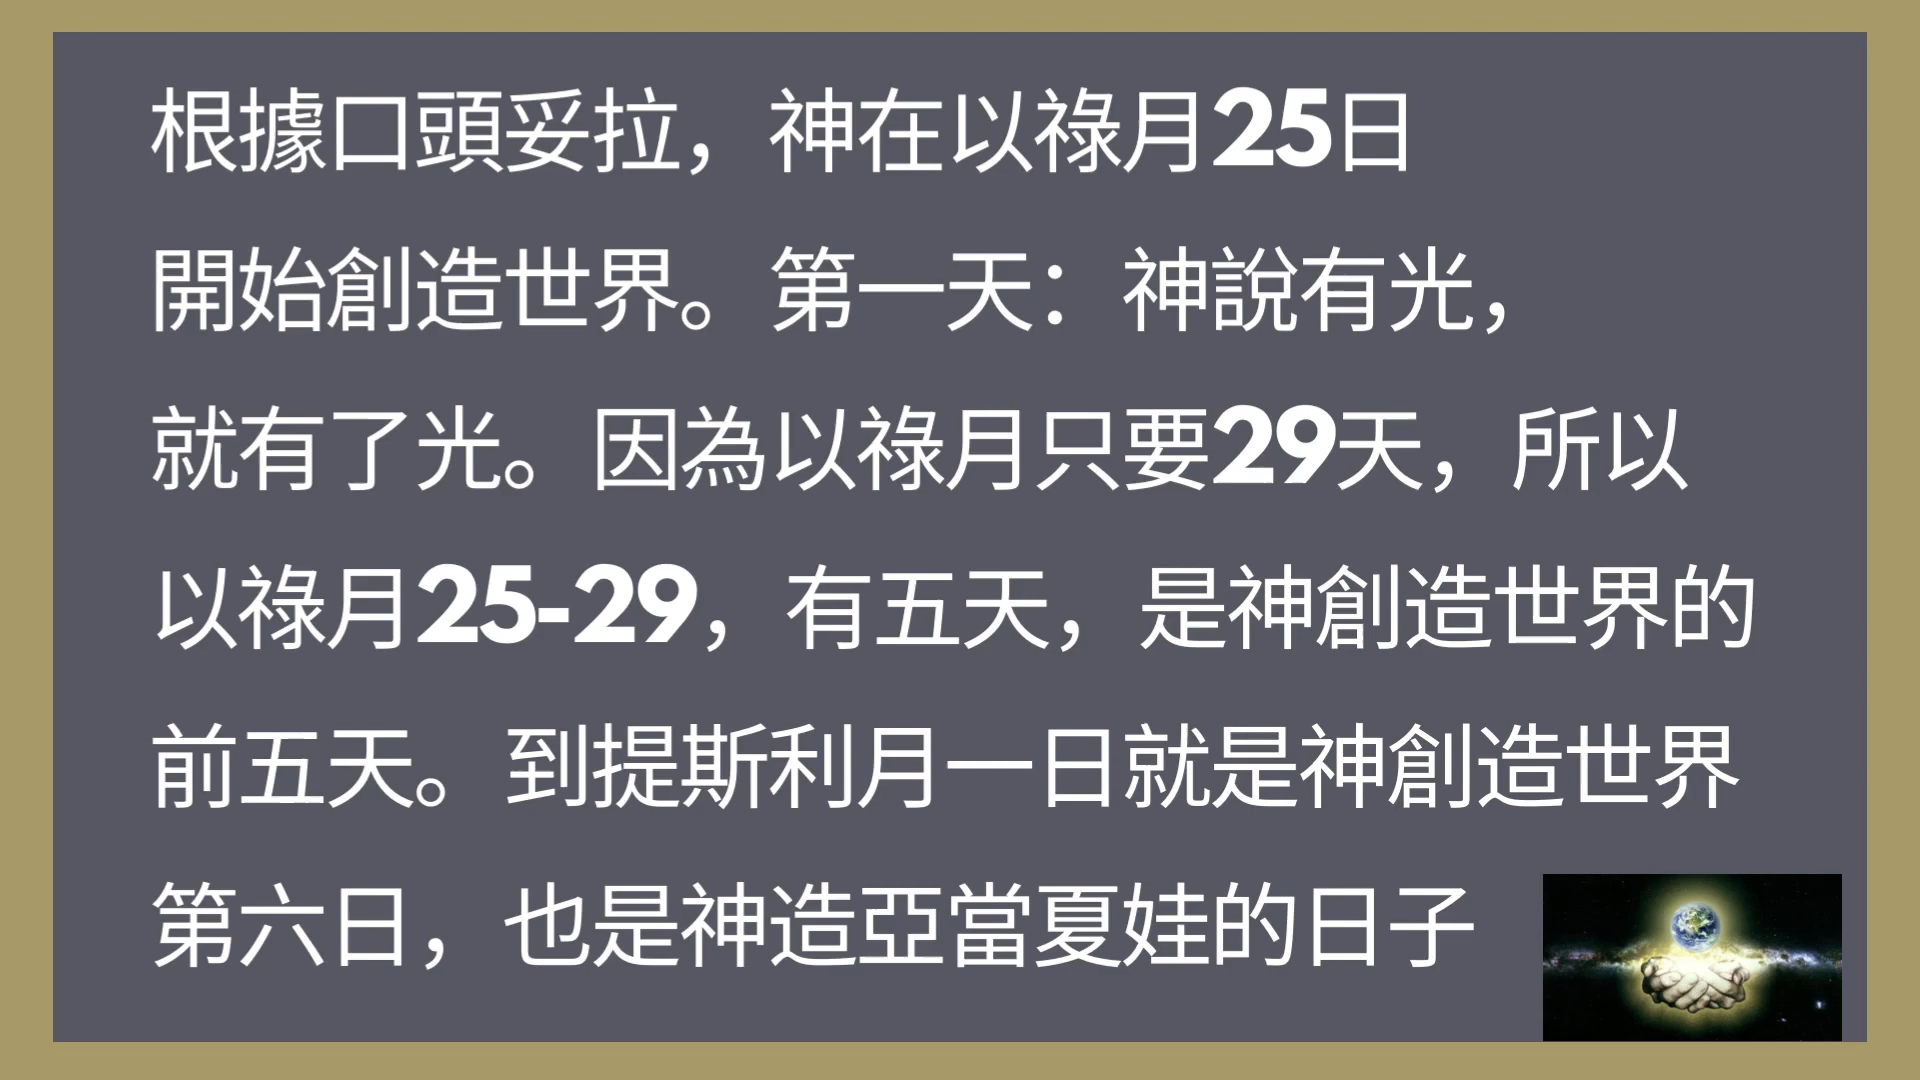 根據口頭妥拉，神在以祿月25日
開始創造世界。第一天：神說有光，
就有了光。因為以祿月只要29天，所以
以祿月25-29，有五天，是神創造世界的
前五天。到提斯利月一日就是神創造世界
第六日，也是神造亞當夏娃的日子